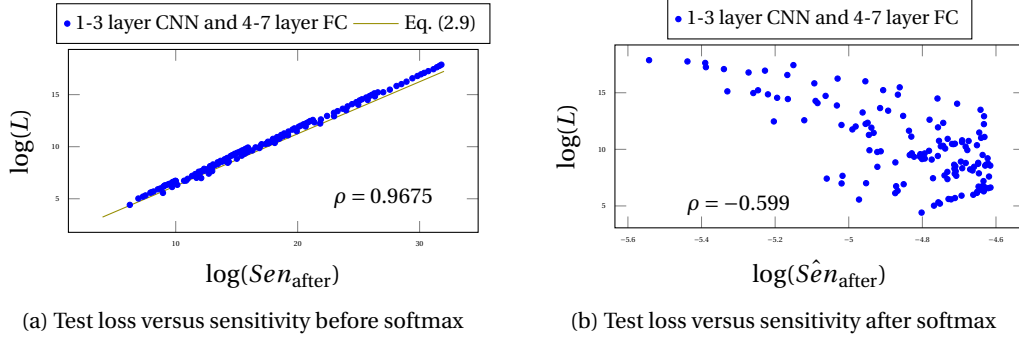 1-3 layer CNN and 4-7 layer FC Eq. (2.9)
log(L)
15
10
5
ρ = 0.9675
10 20 30
log(Sen_after)
(a) Test loss versus sensitivity before softmax
1-3 layer CNN and 4-7 layer FC
log(L)
15
10
5
ρ = −0.599
−5.6 −5.4 −5.2 −5 −4.8 −4.6
log(Sên_after)
(b) Test loss versus sensitivity after softmax